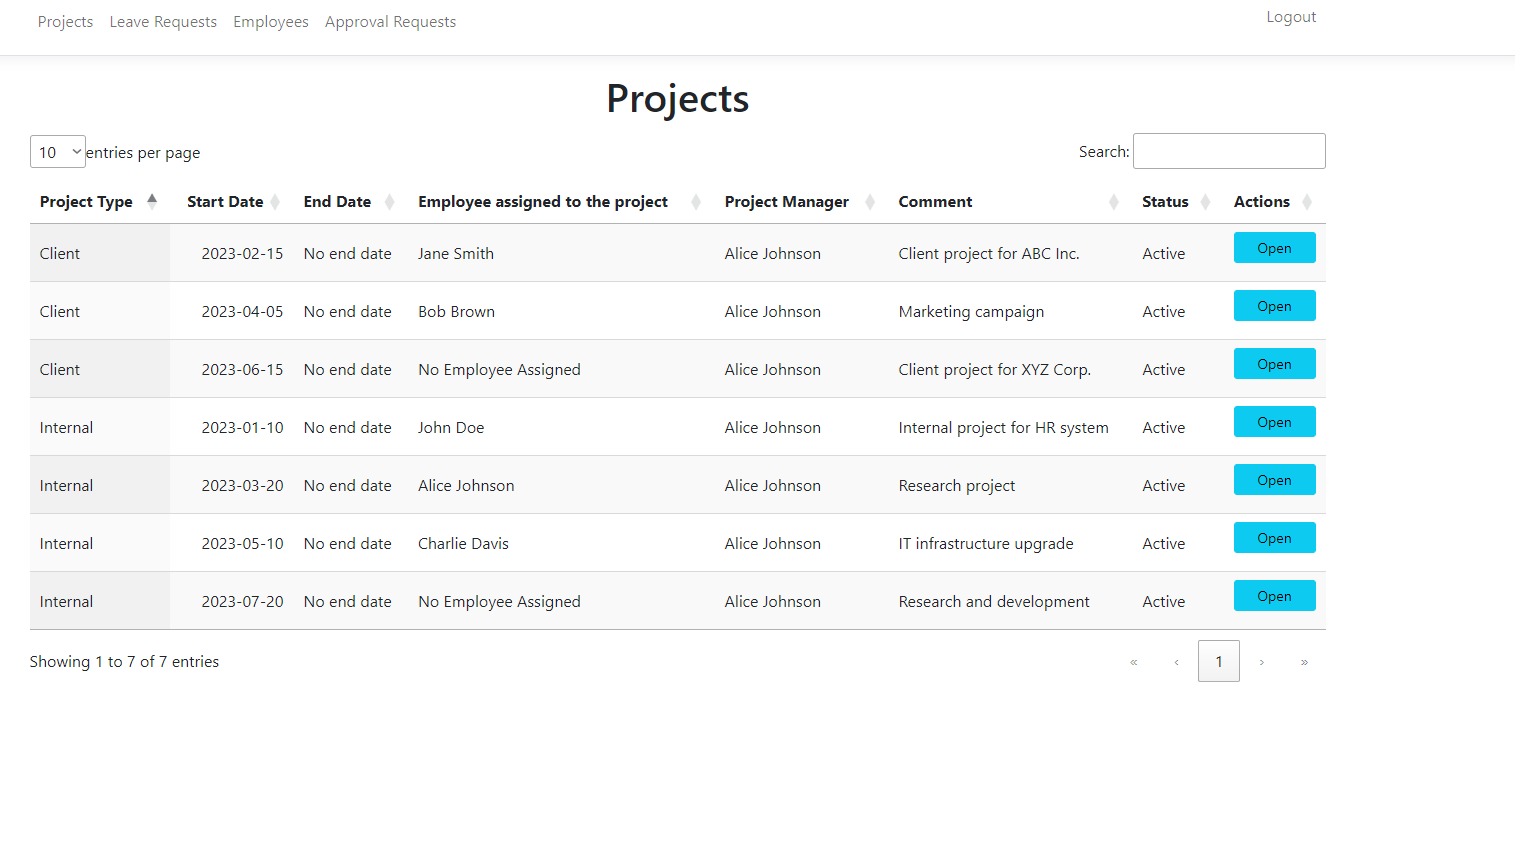 Projects Leave Requests Employees Approval Requests Logout
Projects
10 entries per page Search:
Project Type Start Date End Date Employee assigned to the project Project Manager Comment Status Actions
Client 2023-02-15 No end date Jane Smith Alice Johnson Client project for ABC Inc. Active Open
Client 2023-04-05 No end date Bob Brown Alice Johnson Marketing campaign Active Open
Client 2023-06-15 No end date No Employee Assigned Alice Johnson Client project for XYZ Corp. Active Open
Internal 2023-01-10 No end date John Doe Alice Johnson Internal project for HR system Active Open
Internal 2023-03-20 No end date Alice Johnson Alice Johnson Research project Active Open
Internal 2023-05-10 No end date Charlie Davis Alice Johnson IT infrastructure upgrade Active Open
Internal 2023-07-20 No end date No Employee Assigned Alice Johnson Research and development Active Open
Showing 1 to 7 of 7 entries « ‹ 1 › »